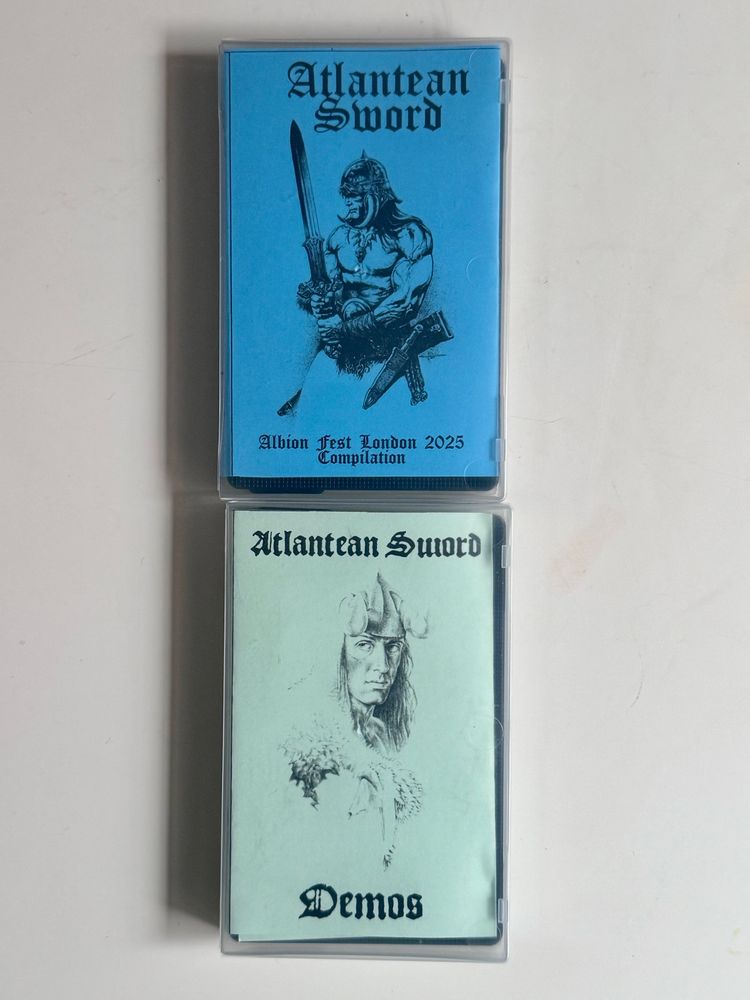 Atlantean
Sword
Albion Fest London 2025
Compilation
Atlantean Sword
Demos